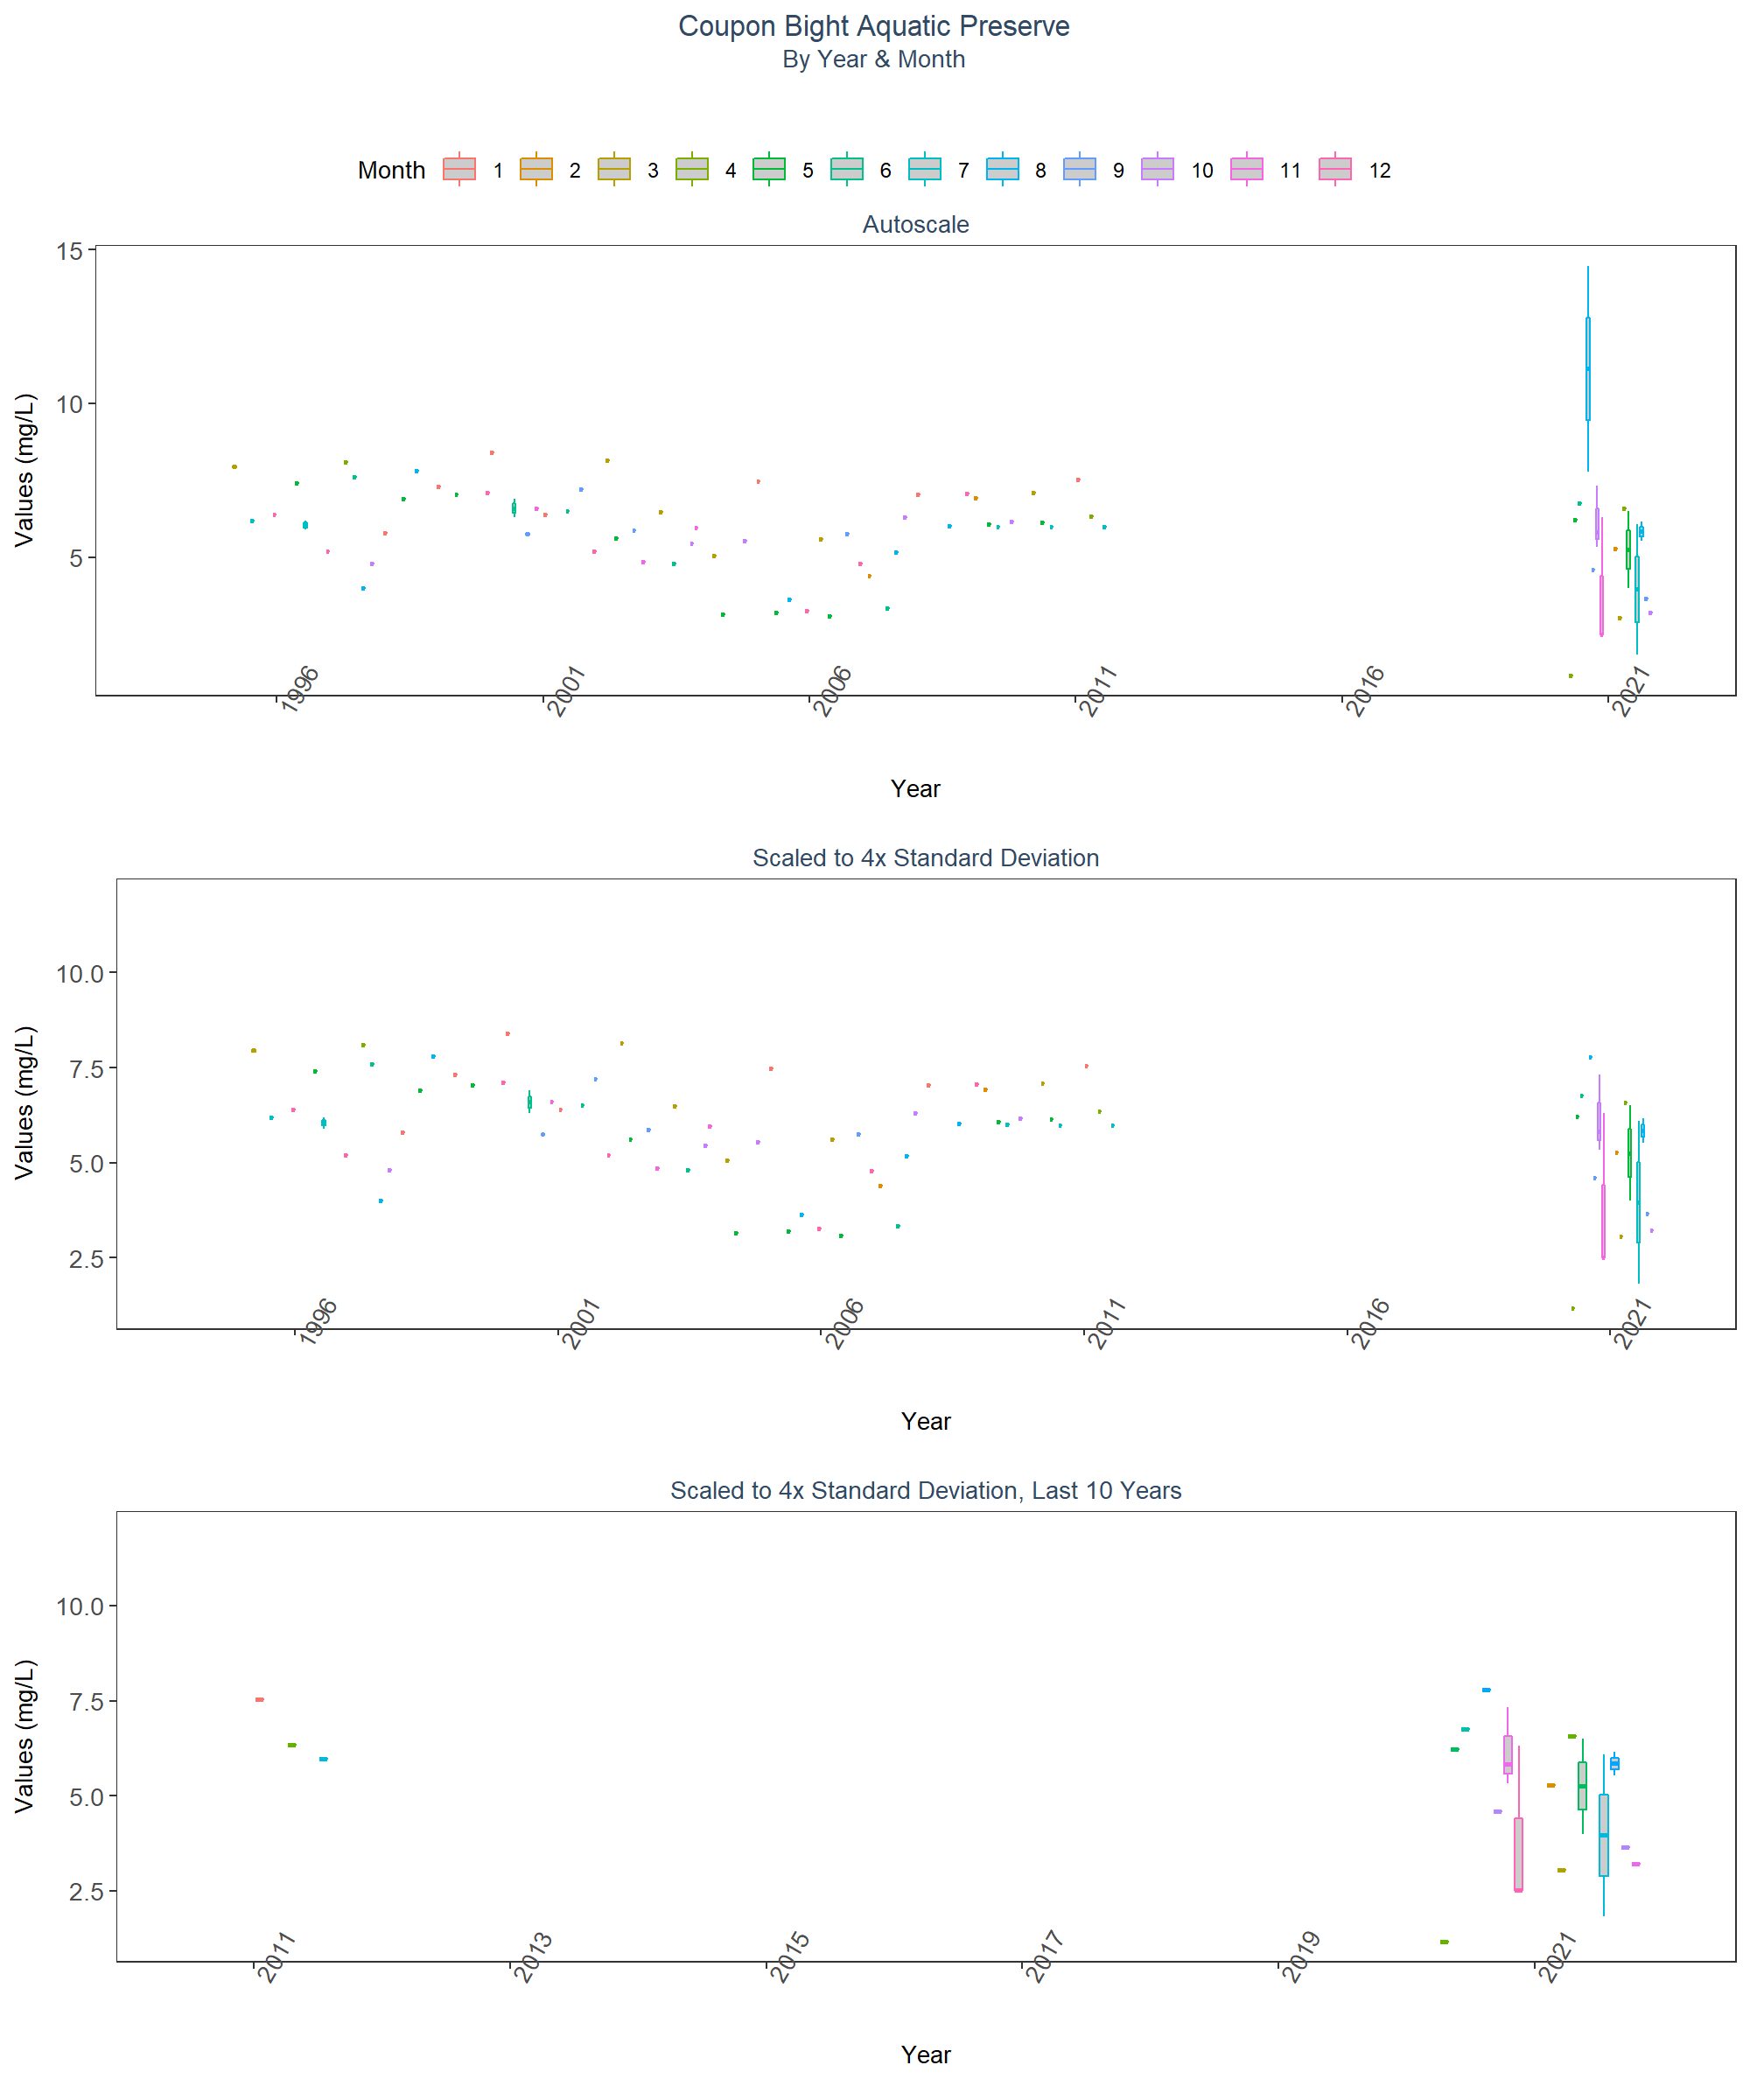 Coupon Bight Aquatic Preserve
By Year & Month
Month 1 2 3 4 5 6 7 8 9 10 11 12
Autoscale
15
10
5
Values (mg/L)
1996 2001 2006 2011 2016 2021
Year
Scaled to 4x Standard Deviation
10.0
7.5
5.0
2.5
Values (mg/L)
1996 2001 2006 2011 2016 2021
Year
Scaled to 4x Standard Deviation, Last 10 Years
10.0
7.5
5.0
2.5
Values (mg/L)
2011 2013 2015 2017 2019 2021
Year